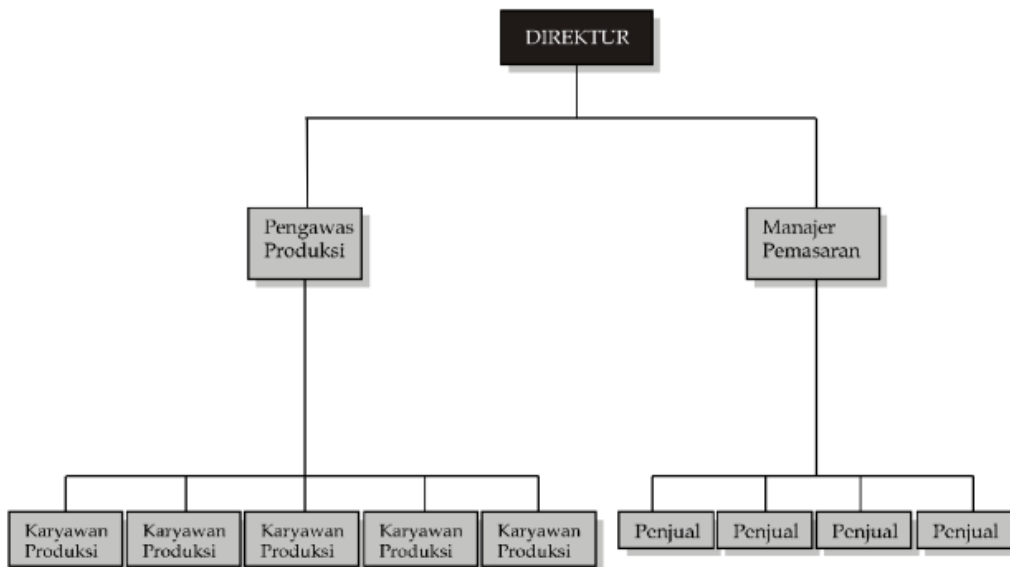 DIREKTUR
Pengawas
Produksi
Manajer
Pemasaran
Karyawan
Produksi
Karyawan
Produksi
Karyawan
Produksi
Karyawan
Produksi
Karyawan
Produksi
Penjual
Penjual
Penjual
Penjual